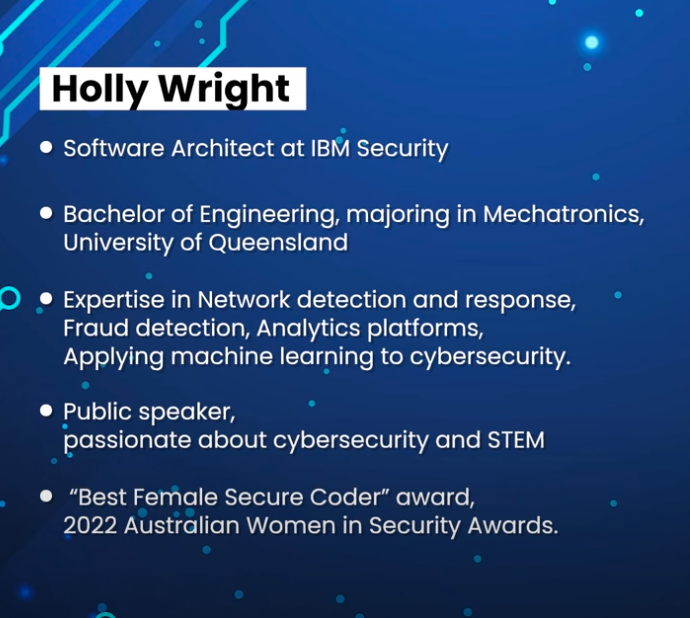 Holly Wright
• Software Architect at IBM Security
• Bachelor of Engineering, majoring in Mechatronics,
University of Queensland
• Expertise in Network detection and response,
Fraud detection, Analytics platforms,
Applying machine learning to cybersecurity.
• Public speaker,
passionate about cybersecurity and STEM
• “Best Female Secure Coder” award,
2022 Australian Women in Security Awards.